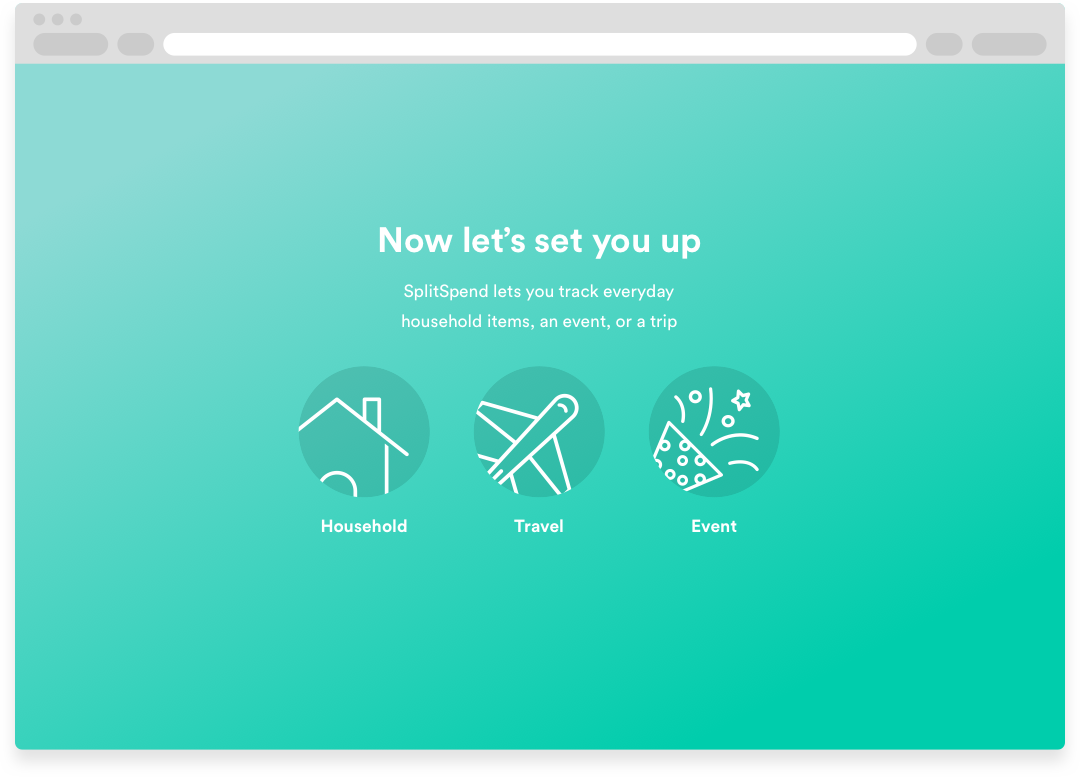 Now let’s set you up
SplitSpend lets you track everyday
household items, an event, or a trip
Household
Travel
Event